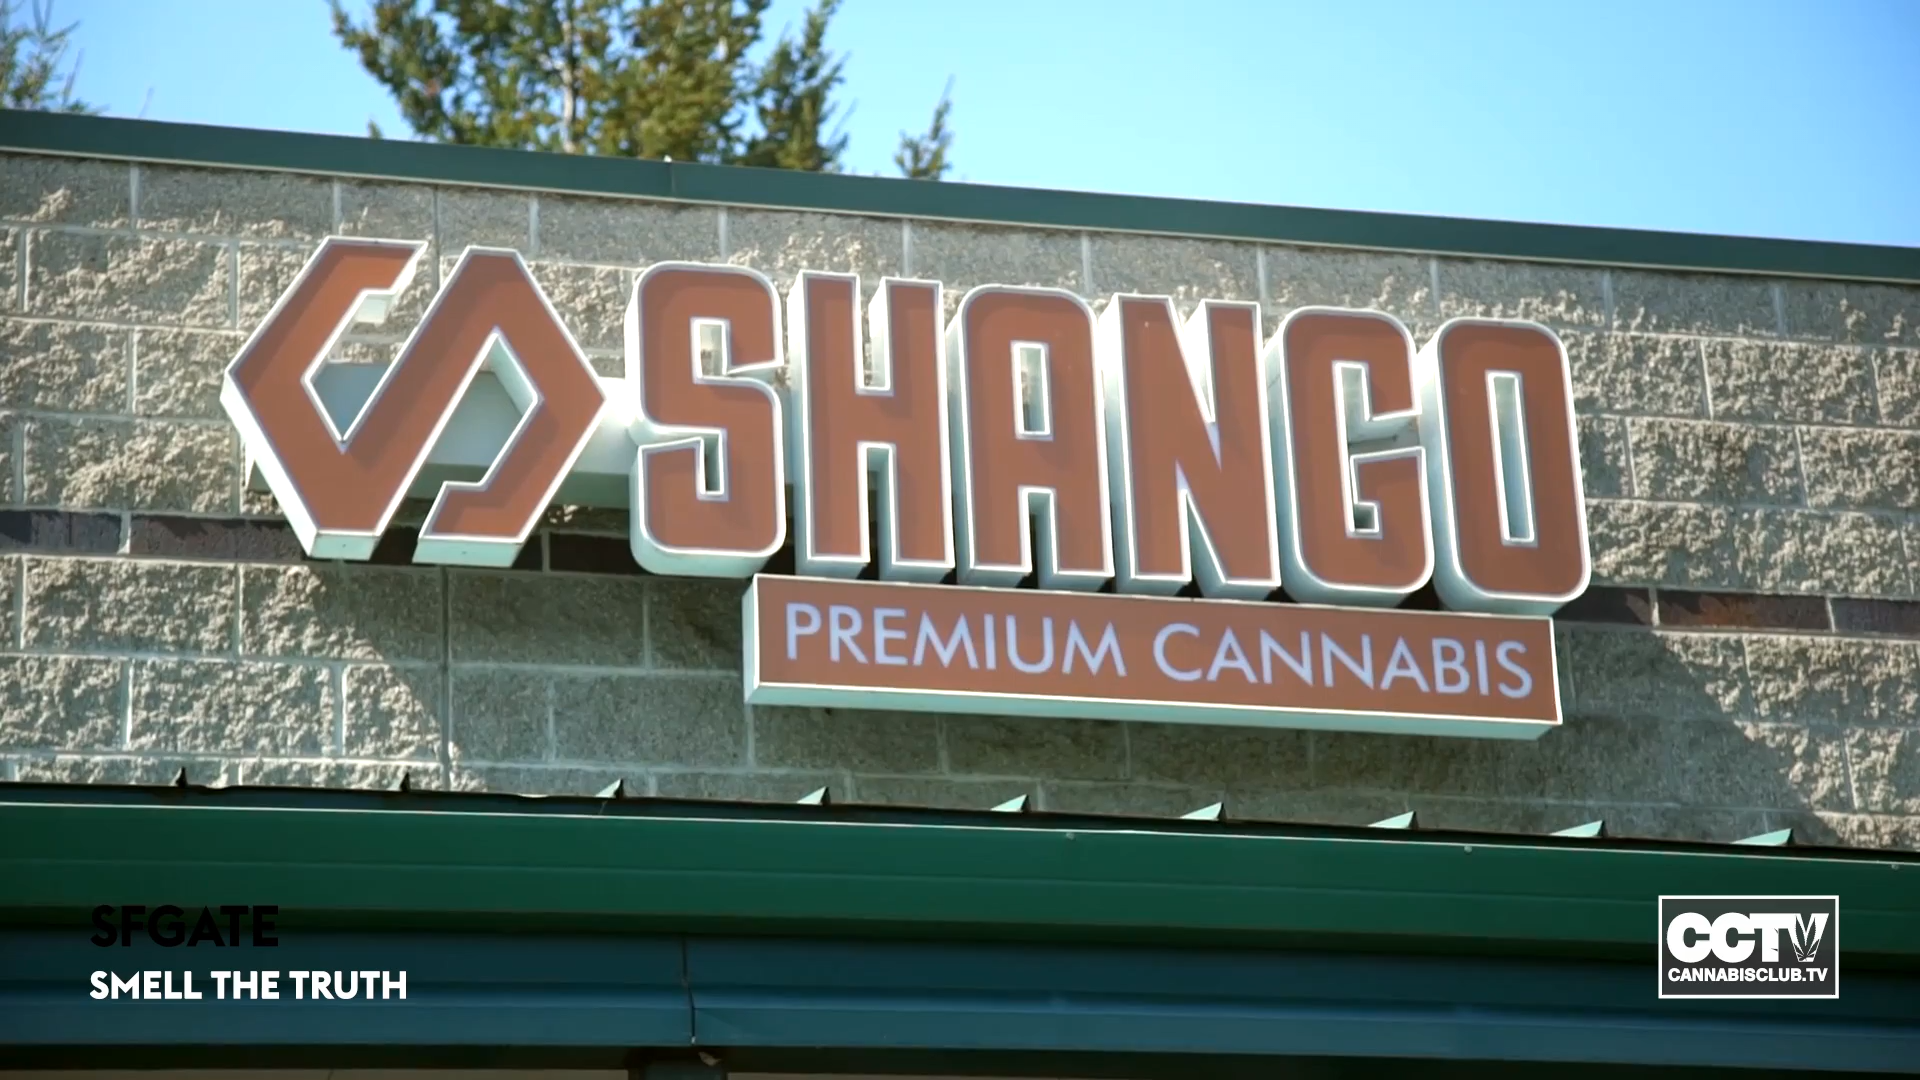 SHANGO
PREMIUM CANNABIS
SFGATE
SMELL THE TRUTH
CCTV
CANNABISCLUB.TV